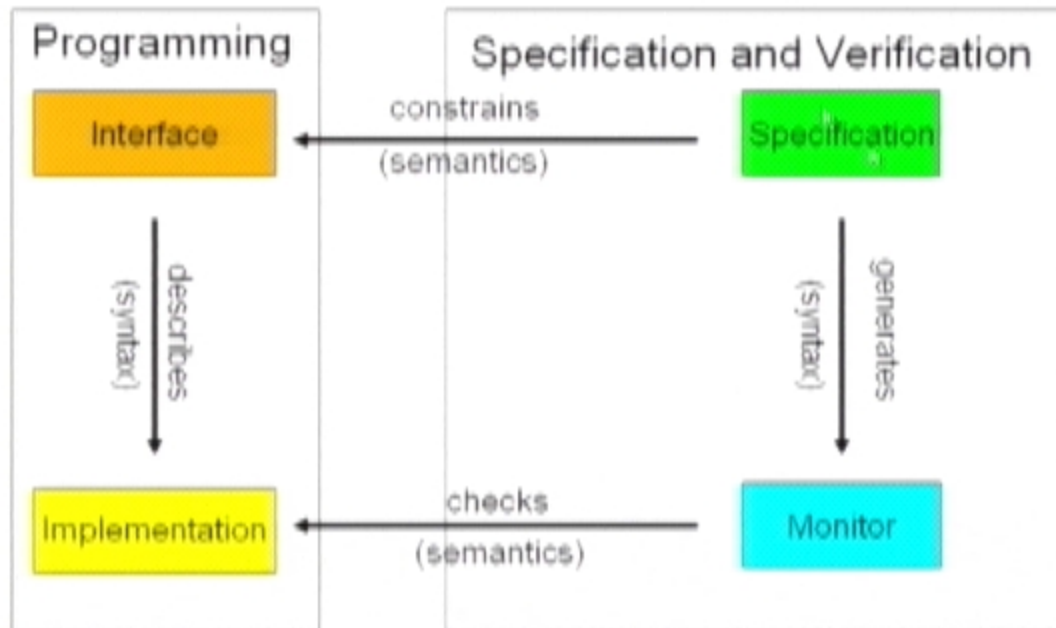 Programming
Specification and Verification
Interface
constrains
(semantics)
Specification
describes
(syntax)
generates
(syntax)
Implementation
checks
(semantics)
Monitor